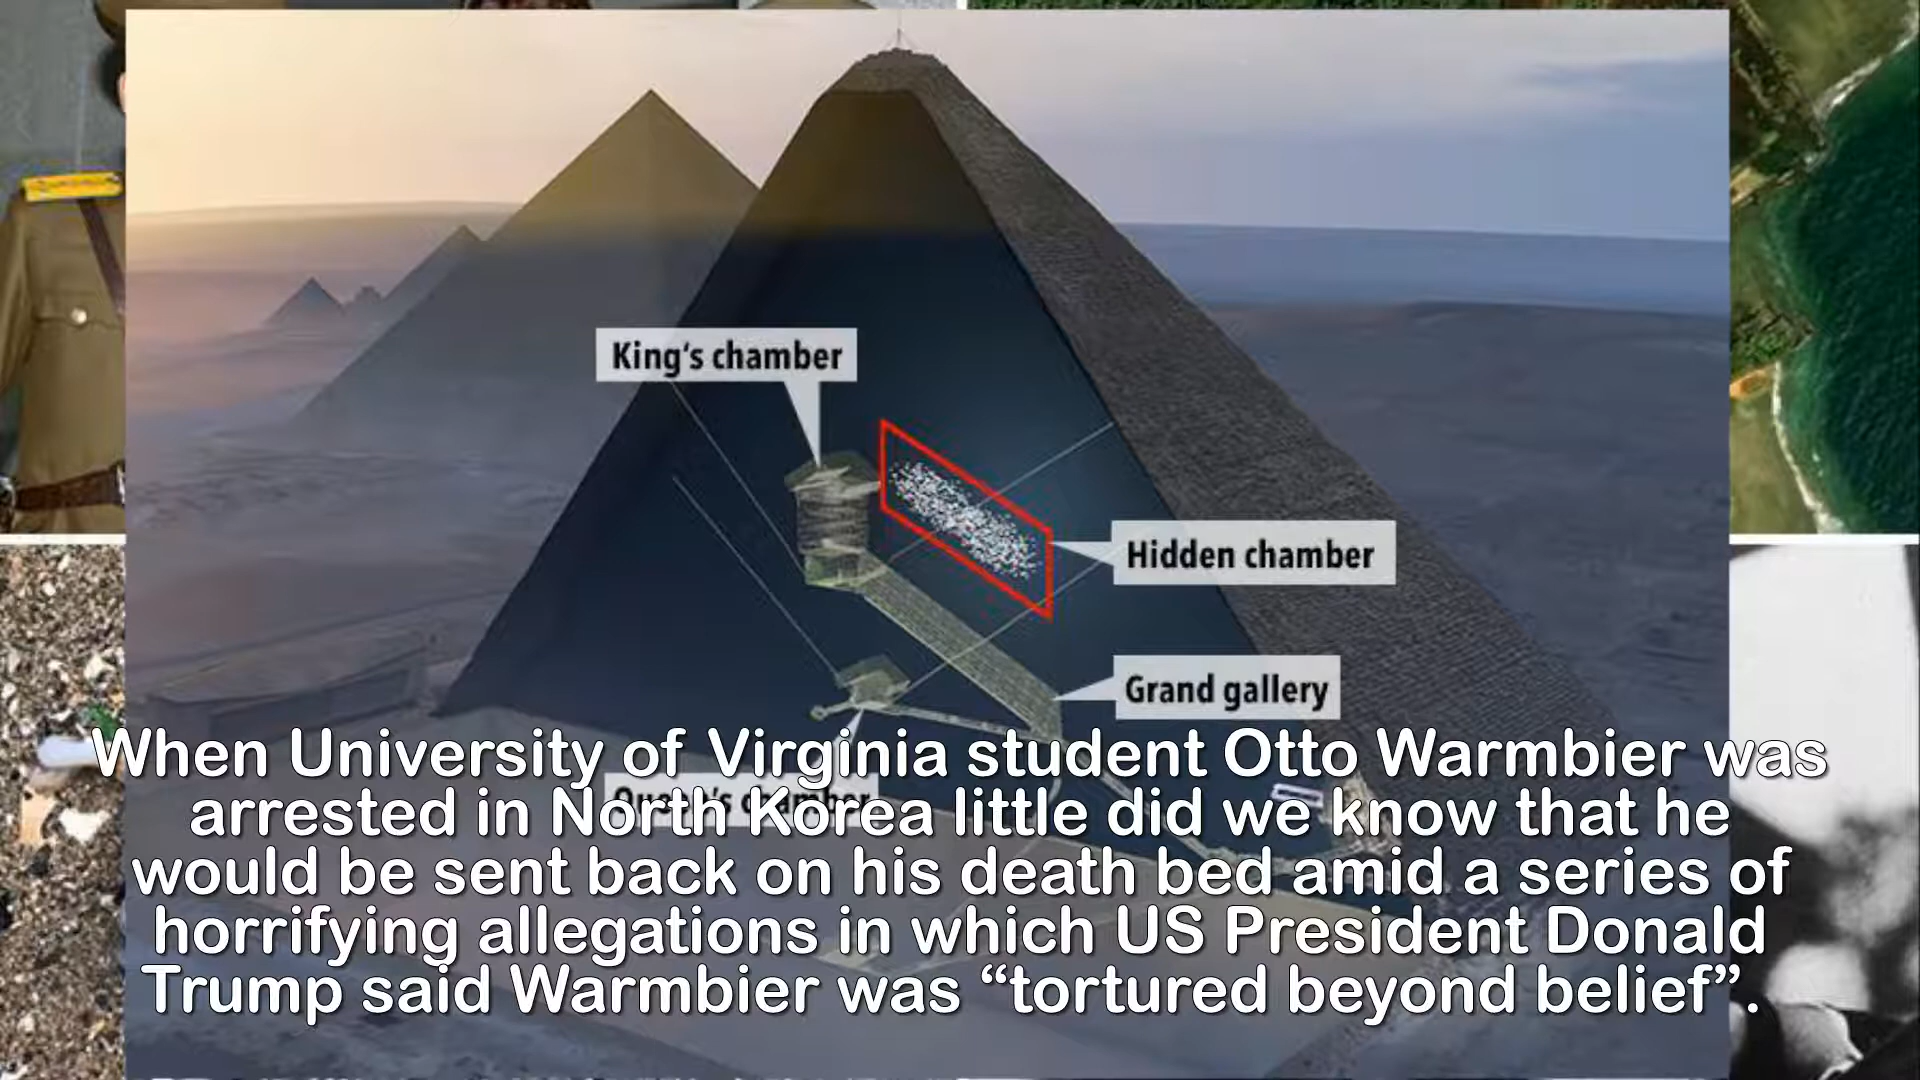 King's chamber
Hidden chamber
Grand gallery
Queen's chamber
When University of Virginia student Otto Warmbier was
arrested in North Korea little did we know that he
would be sent back on his death bed amid a series of
horrifying allegations in which US President Donald
Trump said Warmbier was “tortured beyond belief”.